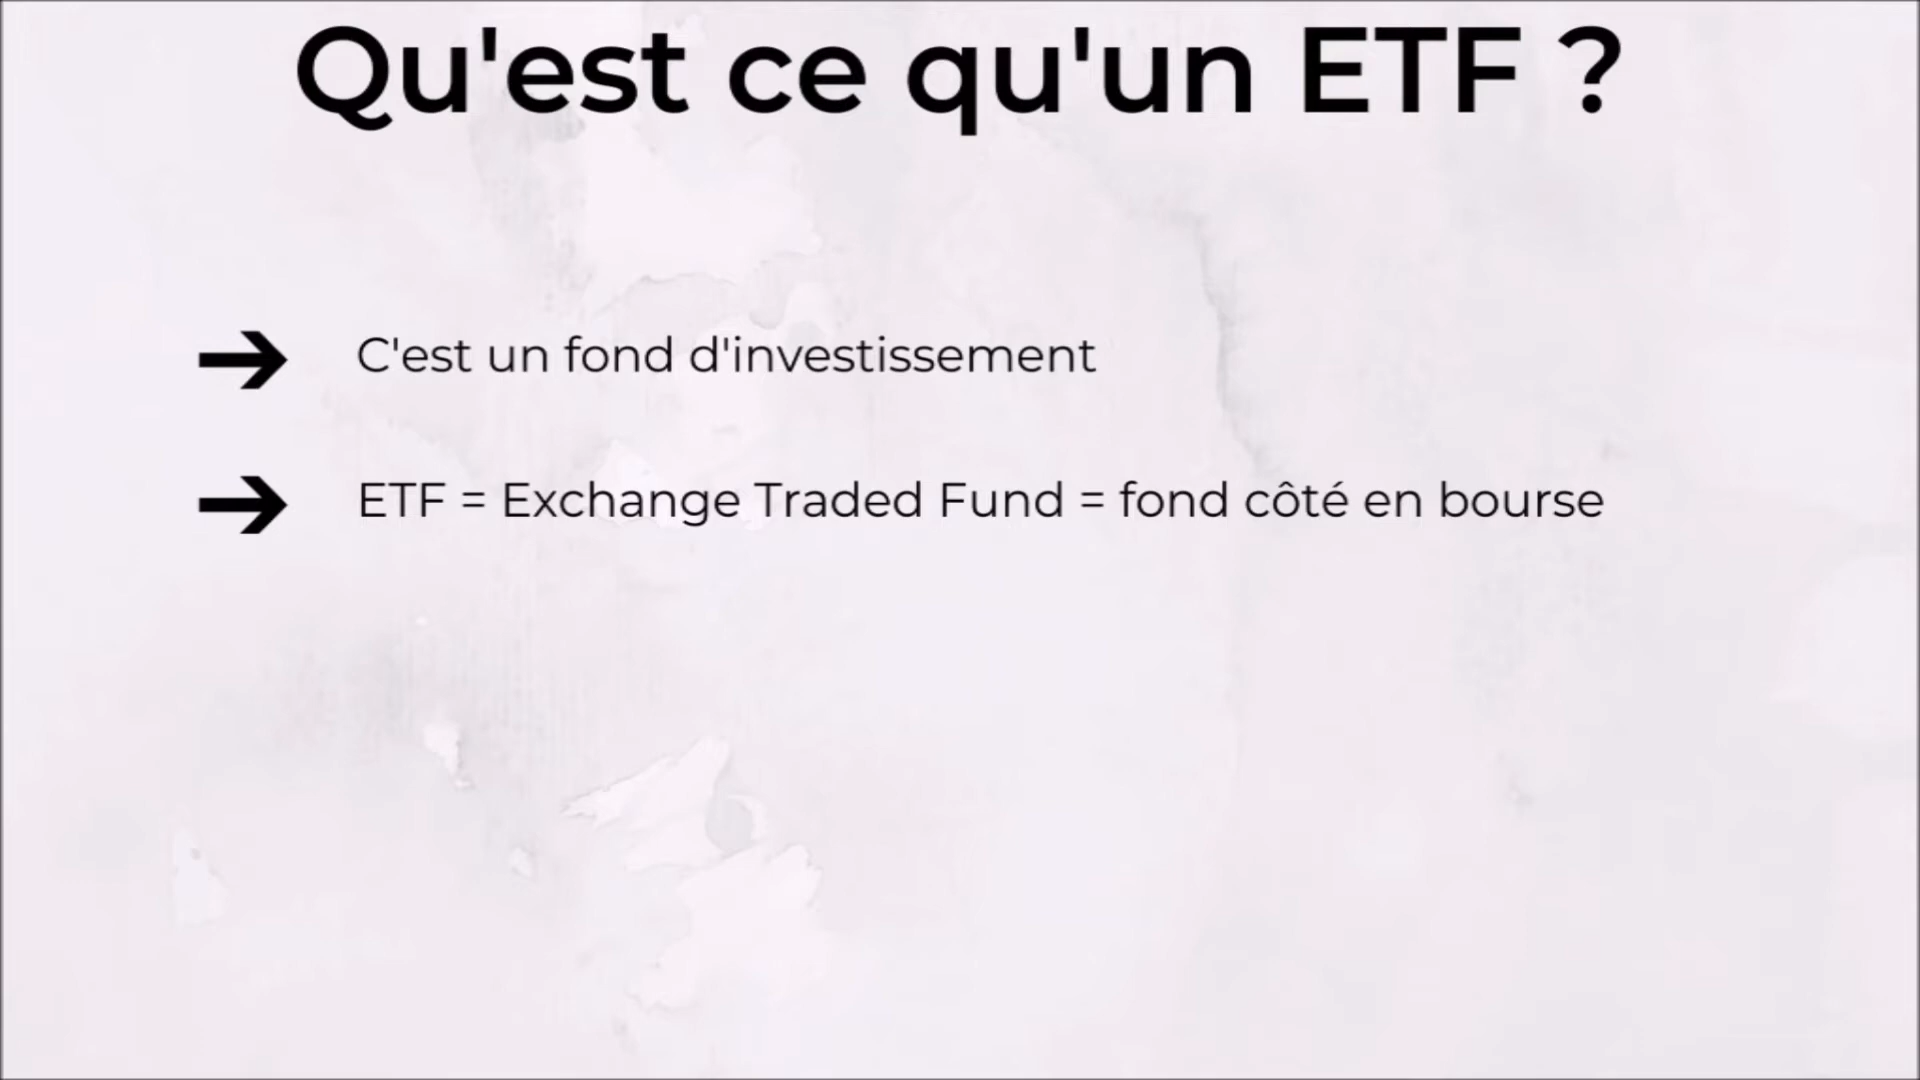 Qu'est ce qu'un ETF ?
➔ C'est un fond d'investissement
➔ ETF = Exchange Traded Fund = fond côté en bourse